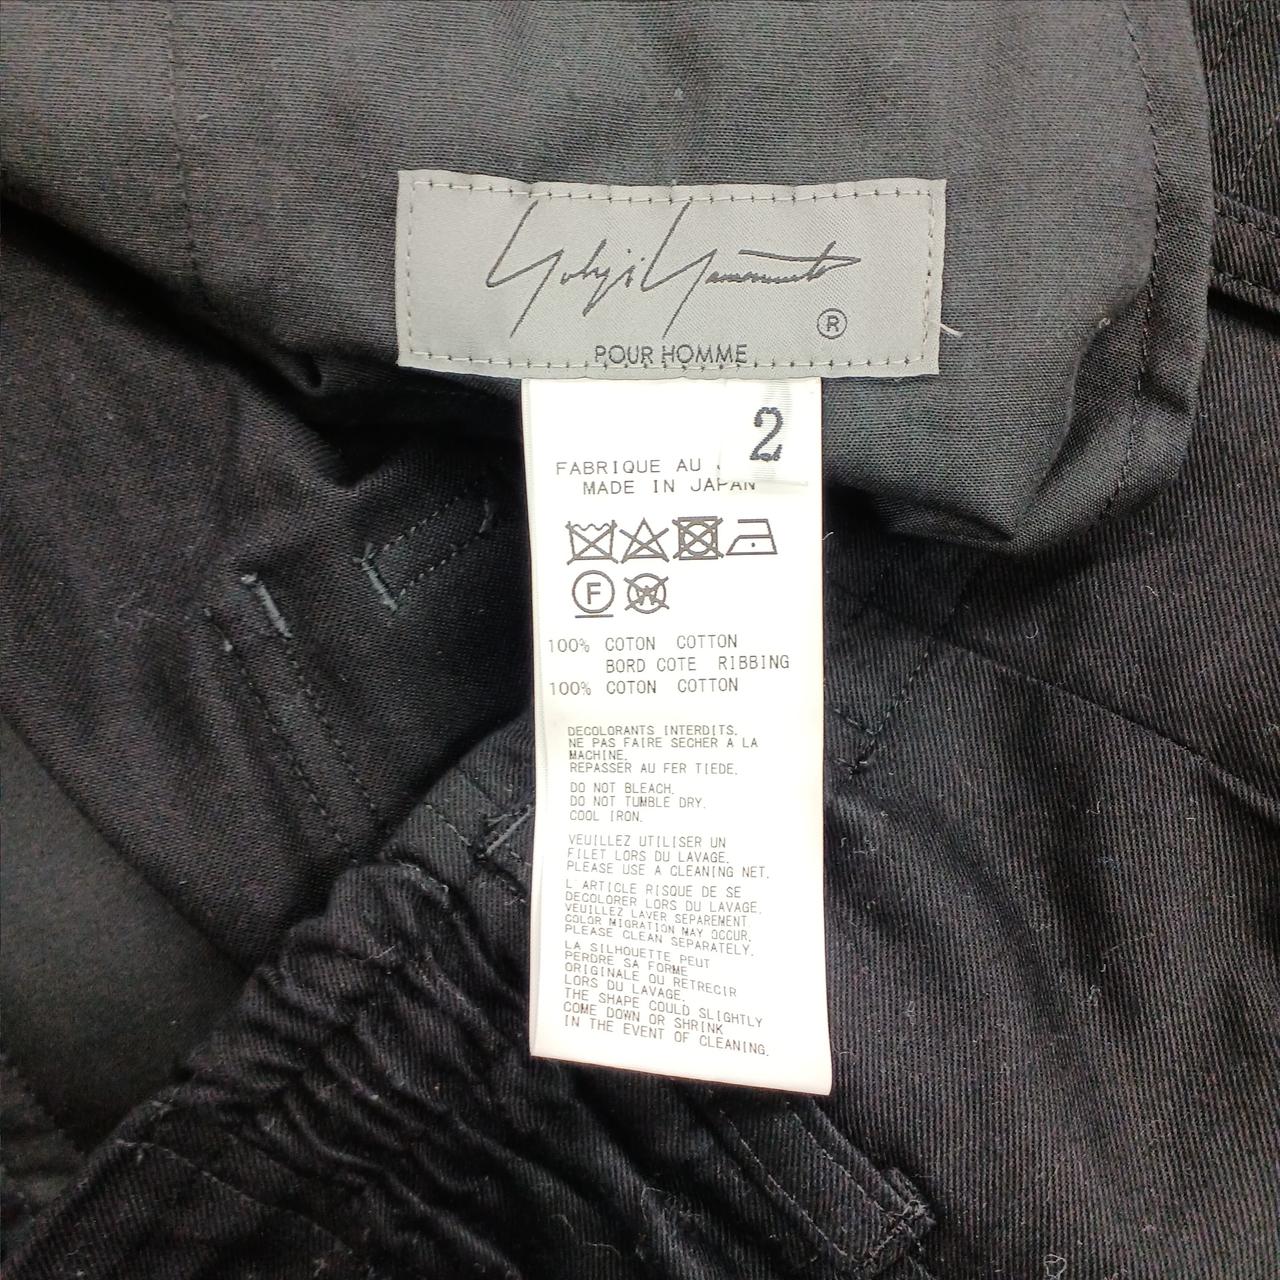 Yohji Yamamoto
®
POUR HOMME
2
FABRIQUE AU
MADE IN JAPAN
F
W
100% COTON COTTON
BORD COTE RIBBING
100% COTON COTTON
DECOLORANTS INTERDITS.
NE PAS FAIRE SECHER A LA
MACHINE.
REPASSER AU FER TIEDE.
DO NOT BLEACH.
DO NOT TUMBLE DRY.
COOL IRON.
VEUILLEZ UTILISER UN
FILET LORS DU LAVAGE.
PLEASE USE A CLEANING NET.
L'ARTICLE RISQUE DE SE
DECOLORER LORS DU LAVAGE.
VEUILLEZ LAVER SEPAREMENT.
COLOR MIGRATION MAY OCCUR.
PLEASE CLEAN SEPARATELY.
LA SILHOUETTE PEUT
PERDRE SA FORME
ORIGINALE OU RETRECIR
LORS DU LAVAGE.
THE SHAPE COULD SLIGHTLY
COME DOWN OR SHRINK
IN THE EVENT OF CLEANING.